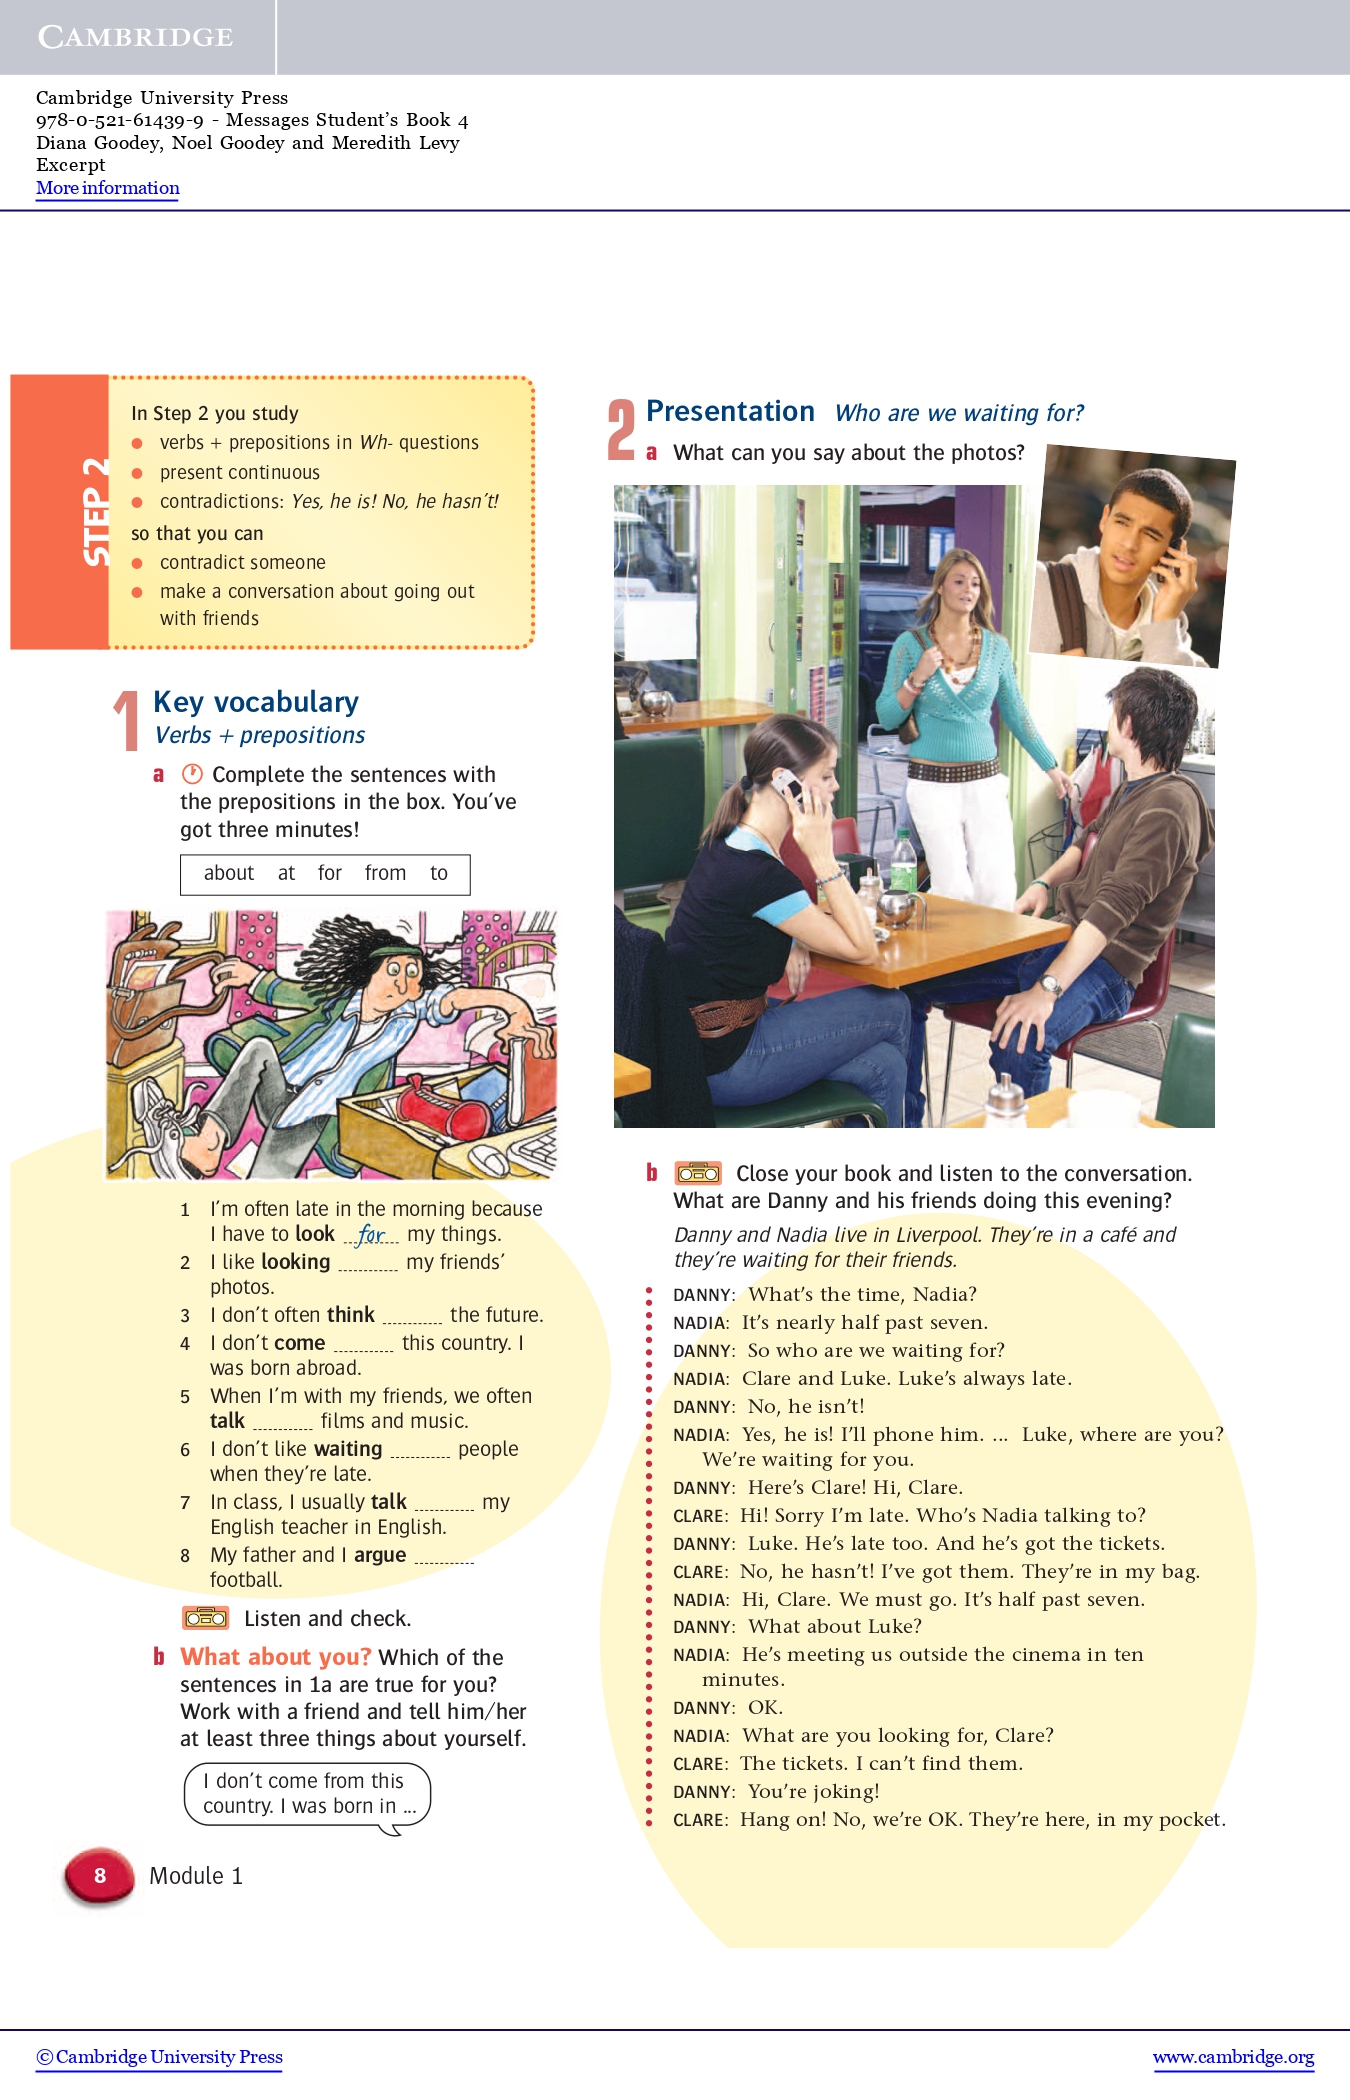 CAMBRIDGE
Cambridge University Press
978-0-521-61439-9 - Messages Student's Book 4
Diana Goodey, Noel Goodey and Meredith Levy
Excerpt
More information
STEP 2
In Step 2 you study
● verbs + prepositions in Wh- questions
● present continuous
● contradictions: Yes, he is! No, he hasn't!
so that you can
● contradict someone
● make a conversation about going out
with friends
1 Key vocabulary
Verbs + prepositions
a Complete the sentences with
the prepositions in the box. You've
got three minutes!
about at for from to
1 I'm often late in the morning because
I have to look for my things.
2 I like looking ............ my friends'
photos.
3 I don't often think ............ the future.
4 I don't come ............ this country. I
was born abroad.
5 When I'm with my friends, we often
talk ............ films and music.
6 I don't like waiting ............ people
when they're late.
7 In class, I usually talk ............ my
English teacher in English.
8 My father and I argue ............
football.
Listen and check.
b What about you? Which of the
sentences in 1a are true for you?
Work with a friend and tell him/her
at least three things about yourself.
I don't come from this
country. I was born in ...
8 Module 1
2 Presentation Who are we waiting for?
a What can you say about the photos?
b Close your book and listen to the conversation.
What are Danny and his friends doing this evening?
Danny and Nadia live in Liverpool. They're in a café and
they're waiting for their friends.
DANNY: What's the time, Nadia?
NADIA: It's nearly half past seven.
DANNY: So who are we waiting for?
NADIA: Clare and Luke. Luke's always late.
DANNY: No, he isn't!
NADIA: Yes, he is! I'll phone him. ... Luke, where are you?
We're waiting for you.
DANNY: Here's Clare! Hi, Clare.
CLARE: Hi! Sorry I'm late. Who's Nadia talking to?
DANNY: Luke. He's late too. And he's got the tickets.
CLARE: No, he hasn't! I've got them. They're in my bag.
NADIA: Hi, Clare. We must go. It's half past seven.
DANNY: What about Luke?
NADIA: He's meeting us outside the cinema in ten
minutes.
DANNY: OK.
NADIA: What are you looking for, Clare?
CLARE: The tickets. I can't find them.
DANNY: You're joking!
CLARE: Hang on! No, we're OK. They're here, in my pocket.
© Cambridge University Press
www.cambridge.org